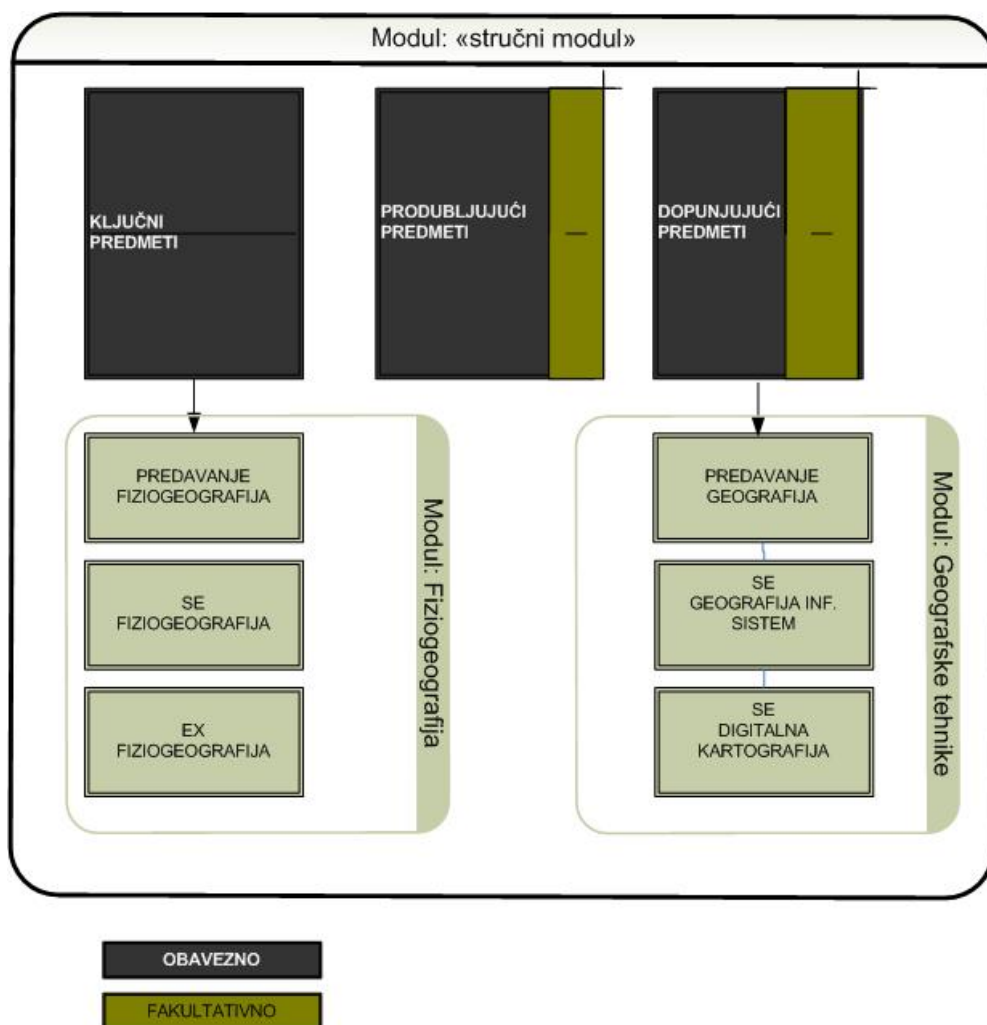 Modul: «stručni modul»
KLJUČNI
PREDMETI
PRODUBLJUJUĆI
PREDMETI
DOPUNJUJUĆI
PREDMETI
PREDAVANJE
FIZIOGEOGRAFIJA
SE
FIZIOGEOGRAFIJA
EX
FIZIOGEOGRAFIJA
Modul: Fiziogeografija
PREDAVANJE
GEOGRAFIJA
SE
GEOGRAFIJA INF.
SISTEM
SE
DIGITALNA
KARTOGRAFIJA
Modul: Geografske tehnike
OBAVEZNO
FAKULTATIVNO